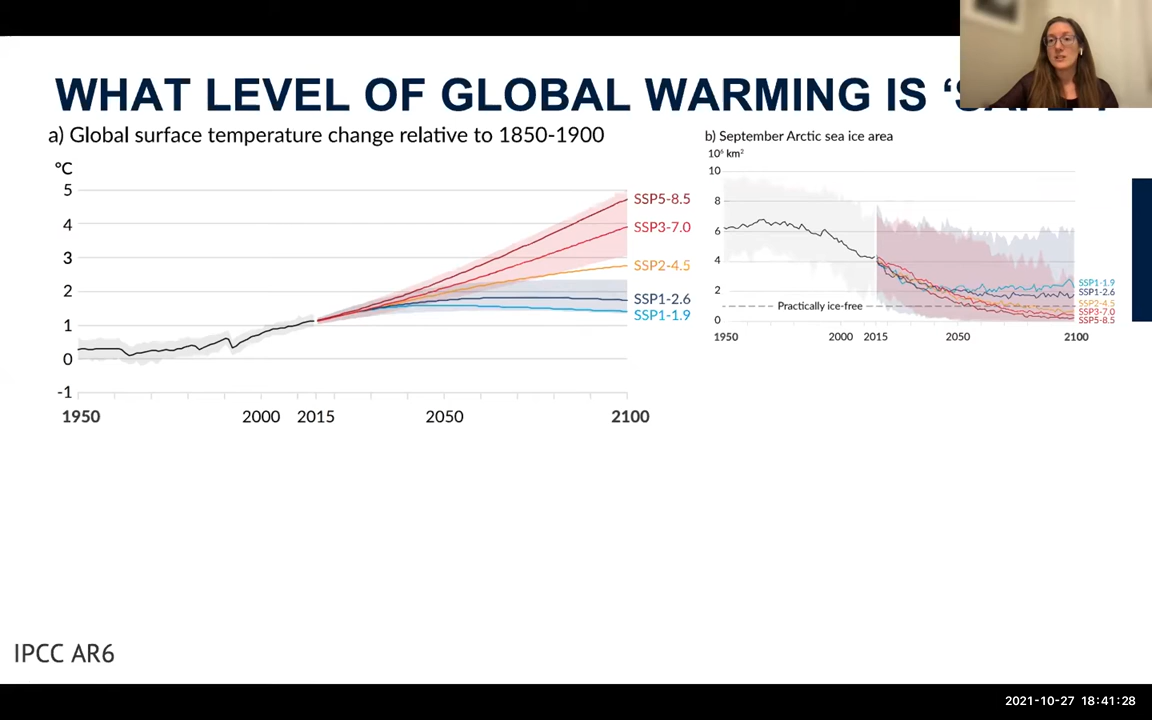 WHAT LEVEL OF GLOBAL WARMING IS
a) Global surface temperature change relative to 1850-1900
°C
5
4
3
2
1
0
-1
1950
2000
2015
2050
2100
SSP5-8.5
SSP3-7.0
SSP2-4.5
SSP1-2.6
SSP1-1.9
b) September Arctic sea ice area
10⁶ km²
10
8
6
4
2
0
Practically ice-free
1950
2000
2015
2050
2100
SSP1-1.9
SSP1-2.6
SSP2-4.5
SSP3-7.0
SSP5-8.5
IPCC AR6
2021-10-27 18:41:28